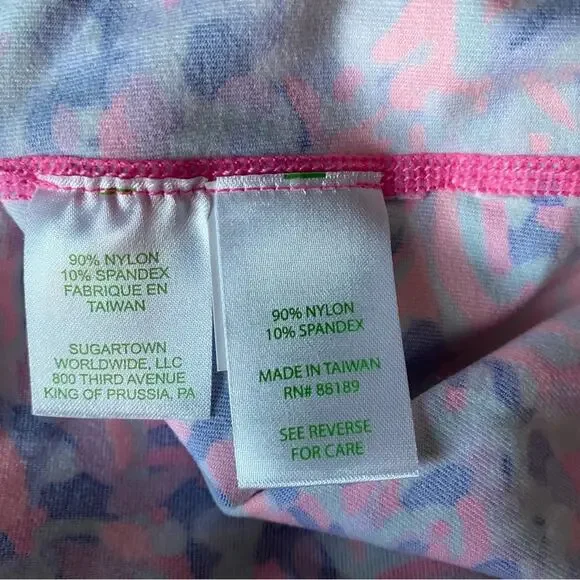 90% NYLON
10% SPANDEX
FABRIQUE EN
TAIWAN
SUGARTOWN
WORLDWIDE, LLC
800 THIRD AVENUE
KING OF PRUSSIA, PA
90% NYLON
10% SPANDEX
MADE IN TAIWAN
RN# 88189
SEE REVERSE
FOR CARE